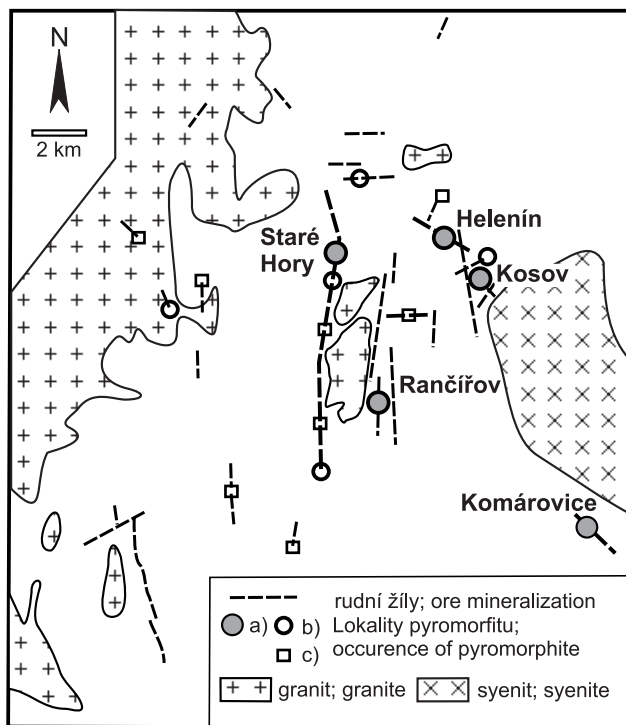 N
2 km
Staré
Hory
Helenín
Kosov
Rančířov
Komárovice
rudní žíly; ore mineralization
a) b) Lokality pyromorfitu;
c) occurence of pyromorphite
granit; granite syenit; syenite